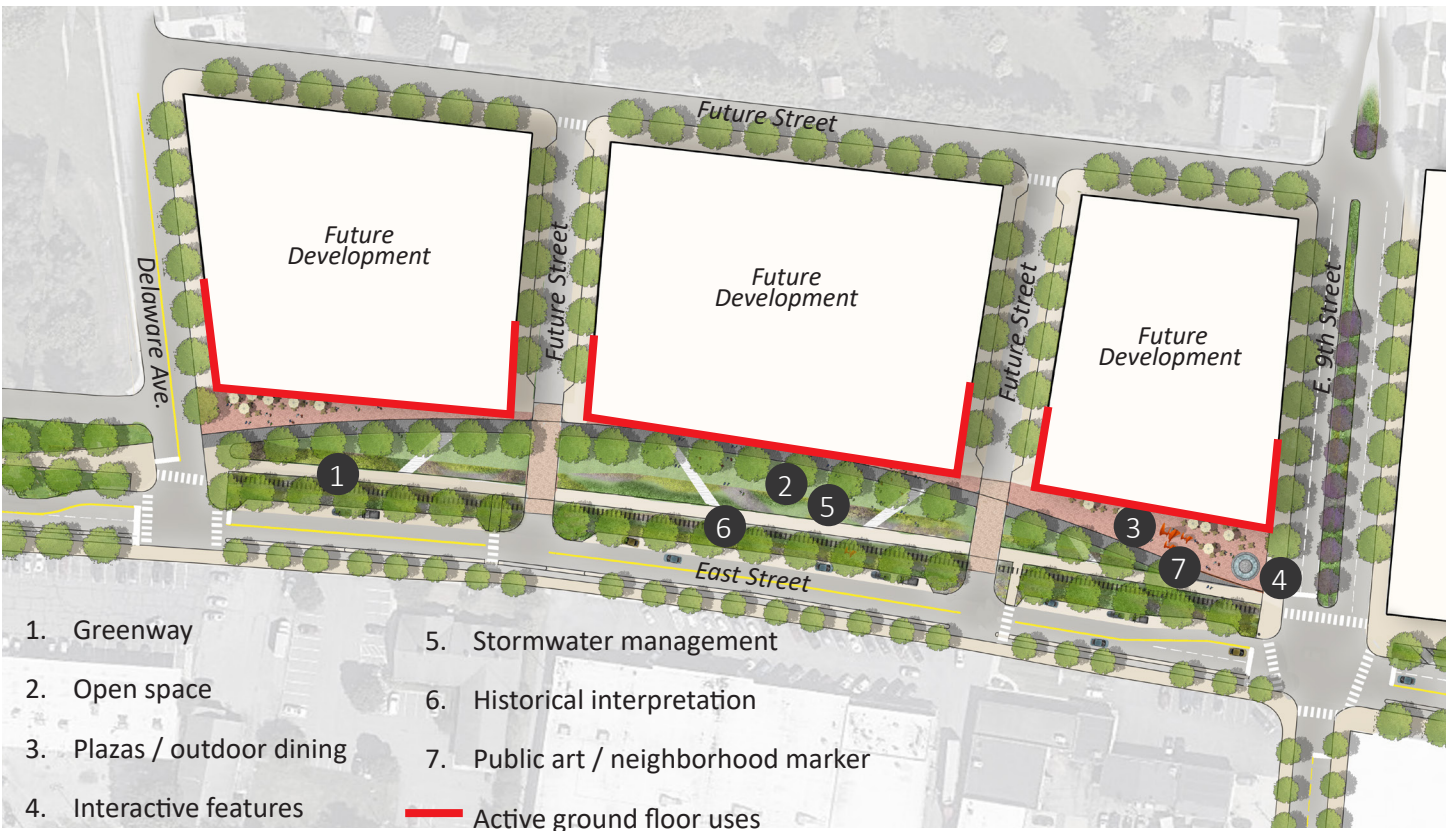 Future Street
Future
Development
Future
Development
Future
Development
Delaware Ave.
Future Street
Future Street
E. 9th Street
1
2
5
6
3
7
4
East Street
1. Greenway
2. Open space
3. Plazas / outdoor dining
4. Interactive features
5. Stormwater management
6. Historical interpretation
7. Public art / neighborhood marker
Active ground floor uses